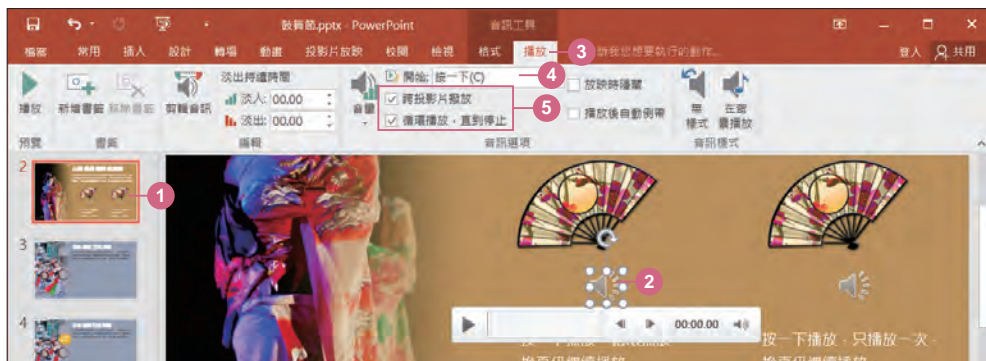 鼓舞節.pptx - PowerPoint
音訊工具
檔案 常用 插入 設計 轉場 動畫 投影片放映 校閱 檢視 格式 播放 3 訴我您想要執行的動作... 登入 共用
播放
預覽
新增書籤 移除書籤
書籤
剪輯音訊
淡出持續時間
淡入: 00.00
淡出: 00.00
編輯
音量
開始: 按一下(C) 4
跨投影片撥放 5
循環播放,直到停止
放映時隱藏
播放後自動倒帶
音訊選項
無樣式
在背景播放
音訊樣式
2
1
3
4
2
00:00.00
按一下播放,只播放一次,